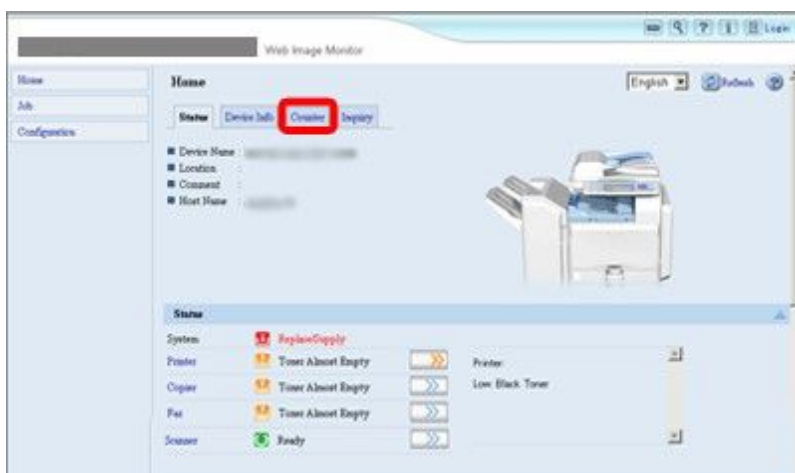 Login
Web Image Monitor
Home
Job
Configuration
Home
English Refresh
Status Device Info Counter Inquiry
Device Name :
Location :
Comment :
Host Name :
Status
System ReplaceSupply
Printer Toner Almost Empty
Copier Toner Almost Empty
Fax Toner Almost Empty
Scanner Ready
Printer:
Low Black Toner